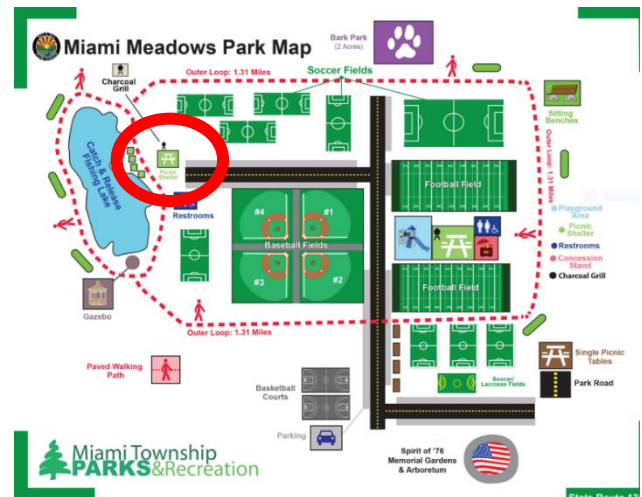 Miami Meadows Park Map
Bark Park
(2 Acres)
Charcoal
Grill
Outer Loop: 1.31 Miles
Soccer Fields
Outer Loop: 1.31 Miles
Sitting
Benches
Catch & Release
Fishing Lake
Picnic
Shelter
Restrooms
Football Field
Playground
Area
Picnic
Shelter
Restrooms
Concession
Stand
Charcoal Grill
#4
#1
Baseball Fields
#3
#2
Football Field
Gazebo
Outer Loop: 1.31 Miles
Paved Walking
Path
Single Picnic
Tables
Basketball
Courts
Soccer/
Lacrosse Fields
Park Road
Parking
Spirit of '76
Memorial Gardens
& Arboretum
Miami Township
PARKS &Recreation
State Route